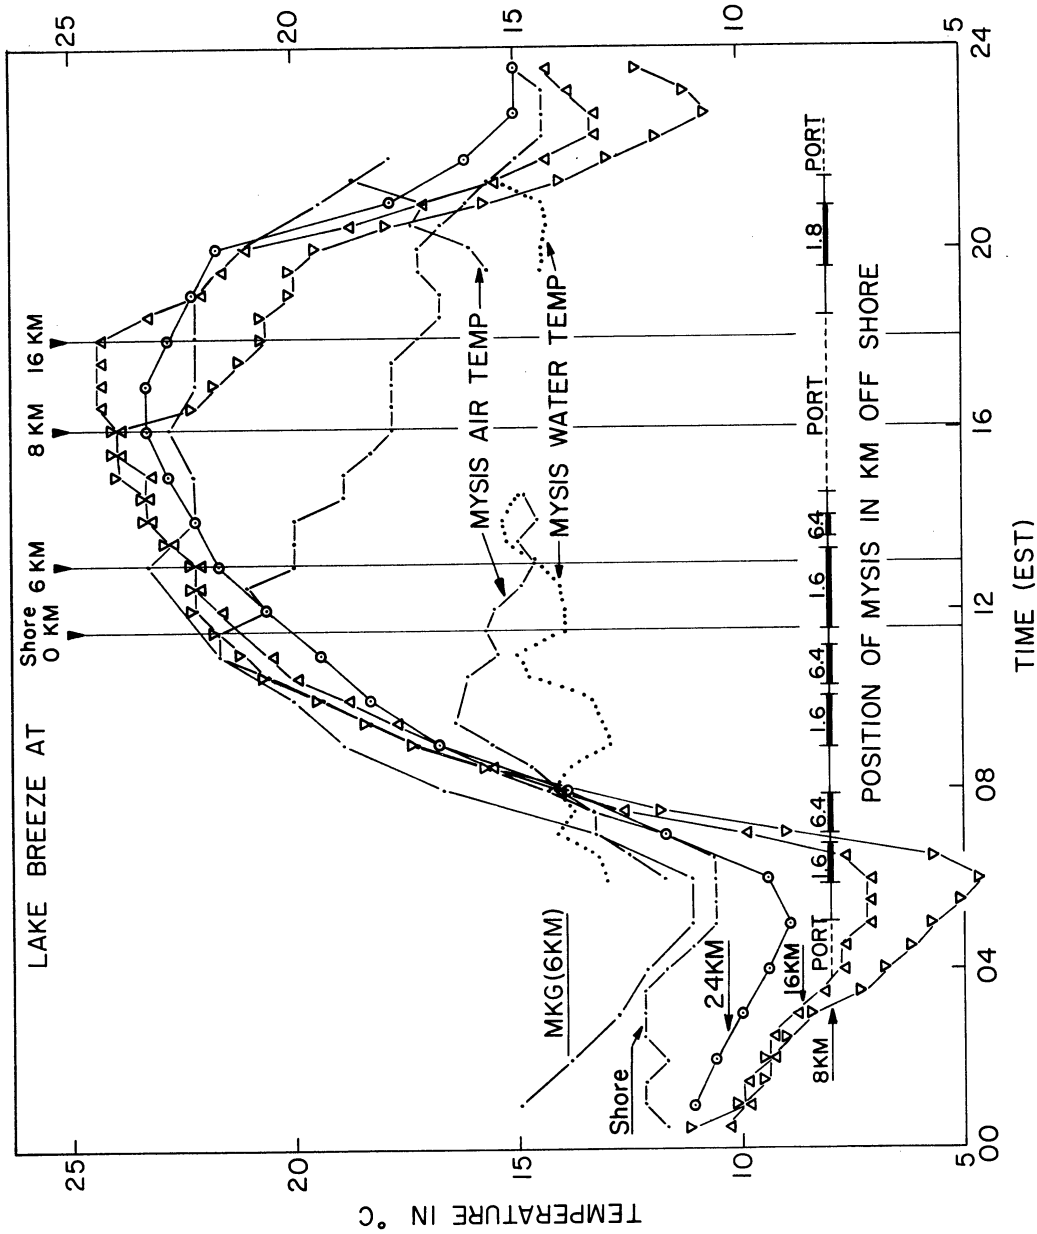 LAKE BREEZE AT
Shore
0 KM
6 KM
8 KM
16 KM
25
20
15
10
5
TEMPERATURE IN °C
25
20
15
10
5
MKG(6KM)
Shore
24KM
16KM
8KM
MYSIS AIR TEMP
MYSIS WATER TEMP
PORT
1.6
6.4
1.6
6.4
1.6
6.4
PORT
1.8
PORT
POSITION OF MYSIS IN KM OFF SHORE
00
04
08
12
16
20
24
TIME (EST)